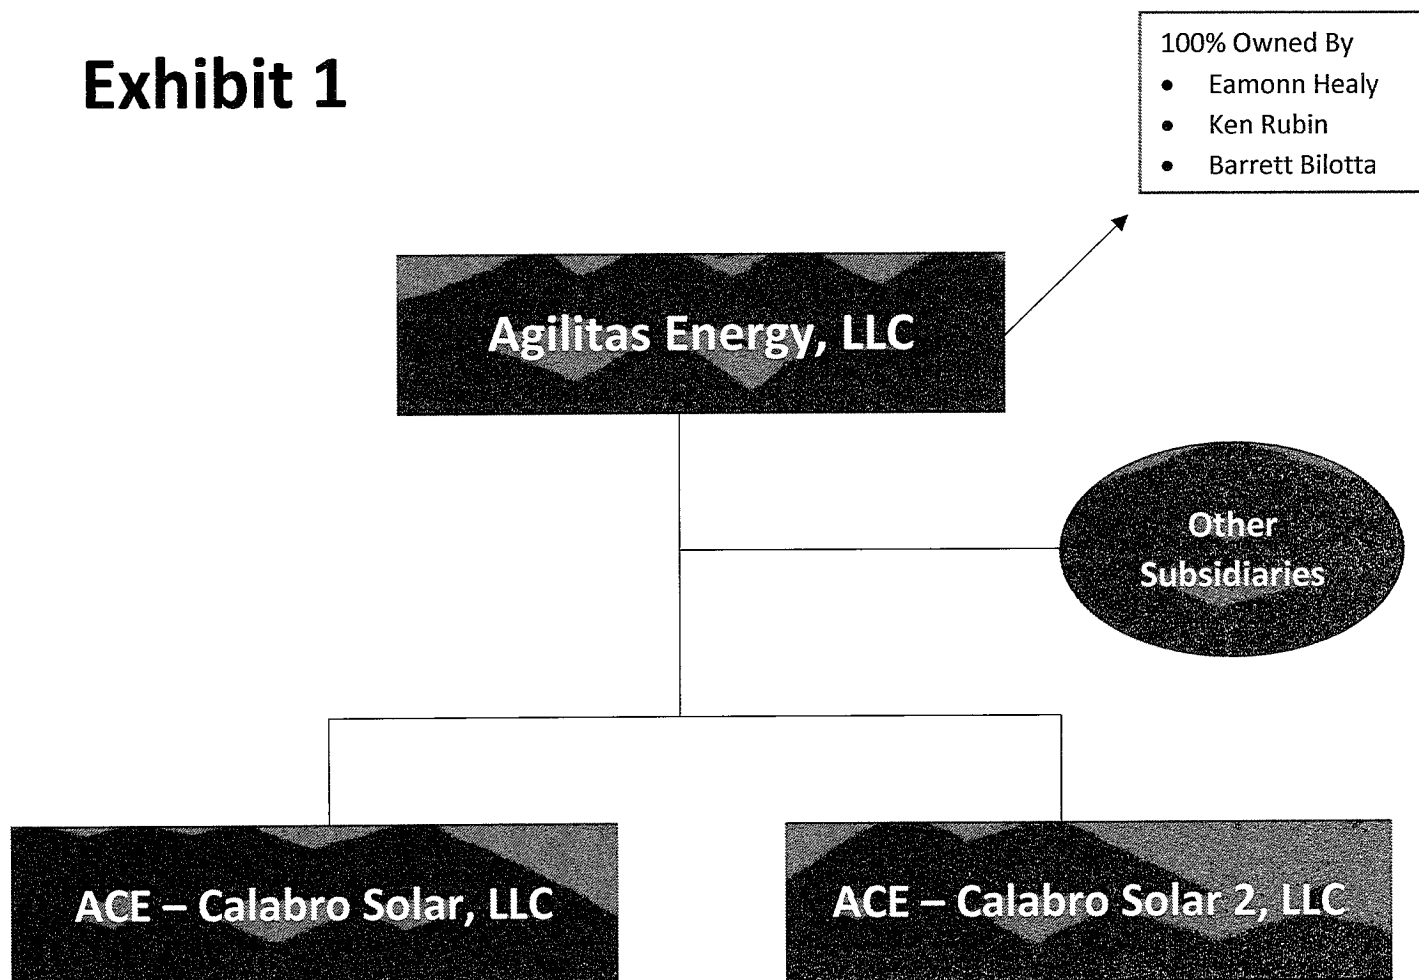 Exhibit 1
100% Owned By
• Eamonn Healy
• Ken Rubin
• Barrett Bilotta
Agilitas Energy, LLC
Other
Subsidiaries
ACE – Calabro Solar, LLC
ACE – Calabro Solar 2, LLC